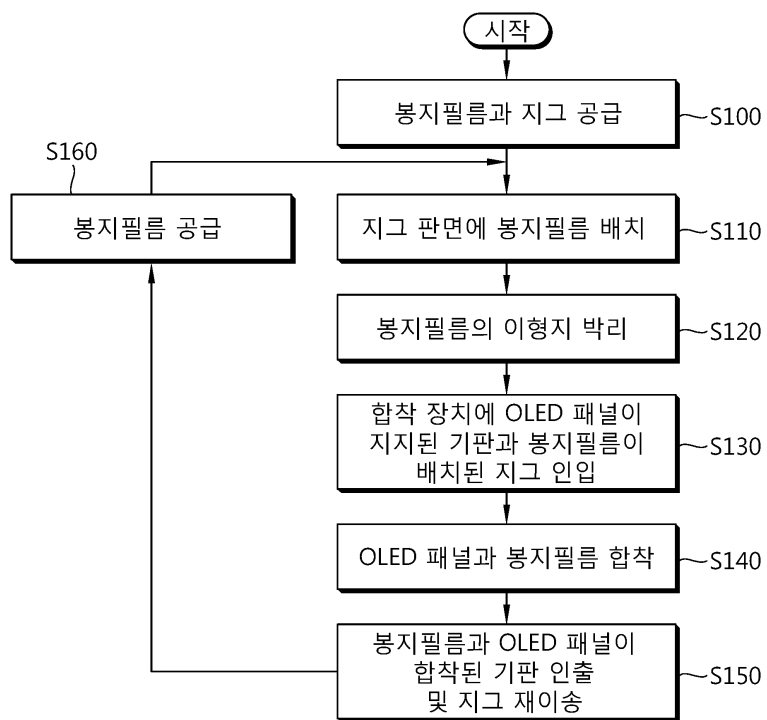 시작
봉지필름과 지그 공급
S100
S160
봉지필름 공급
지그 판면에 봉지필름 배치
S110
봉지필름의 이형지 박리
S120
합착 장치에 OLED 패널이
지지된 기판과 봉지필름이
배치된 지그 인입
S130
OLED 패널과 봉지필름 합착
S140
봉지필름과 OLED 패널이
합착된 기판 인출
및 지그 재이송
S150